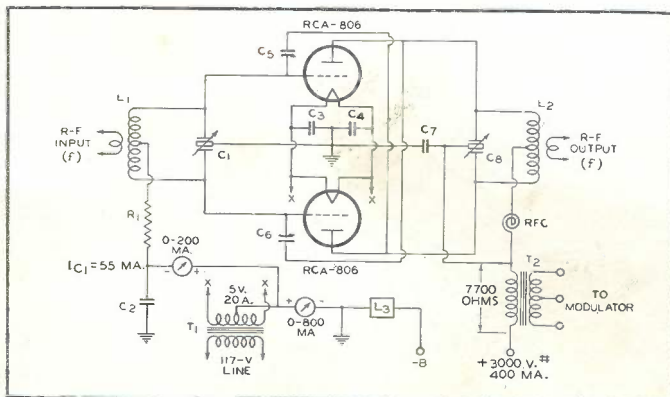 RCA-806
C5
L1
C3 C4
C7
L2
R-F
INPUT
(f)
C1
C8
R-F
OUTPUT
(f)
X X
R1
C6
RFC
0-200
MA.
RCA-806
IC1=55 MA.
- +
X X
5V.
20A.
+ -
7700
OHMS
T2
TO
MODULATOR
C2
T1
0-800
MA
L3
117-V
LINE
-B
+3000 V.#
400 MA.